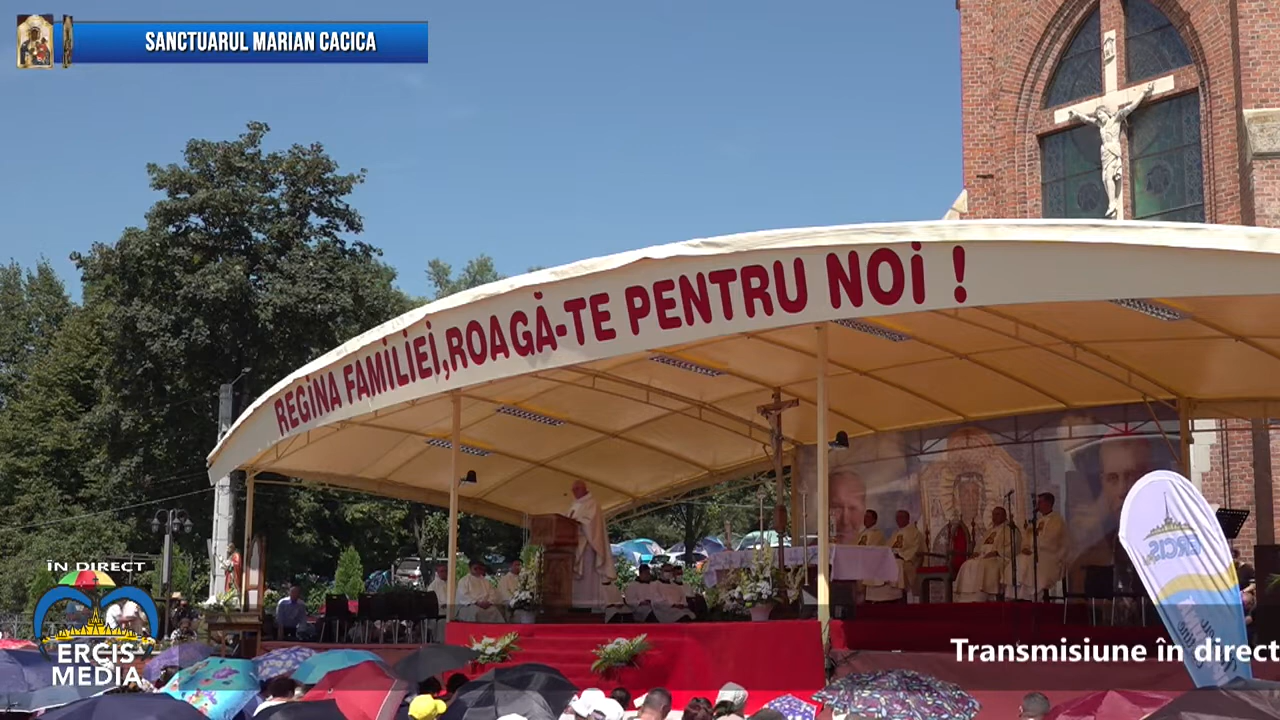 SANCTUARUL MARIAN CACICA
REGiNA FAMiLiEi, ROAGĂ-TE PENTRU NOi !
ERCIS
ÎN DIRECT
ERCIS
MEDIA
Transmisiune în direct